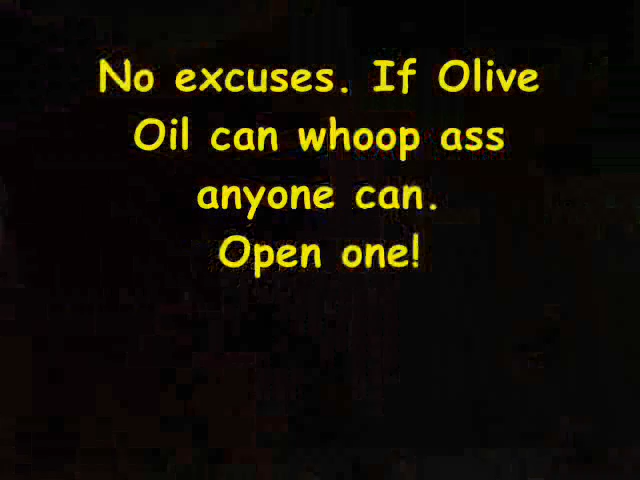 No excuses. If Olive
Oil can whoop ass
anyone can.
Open one!